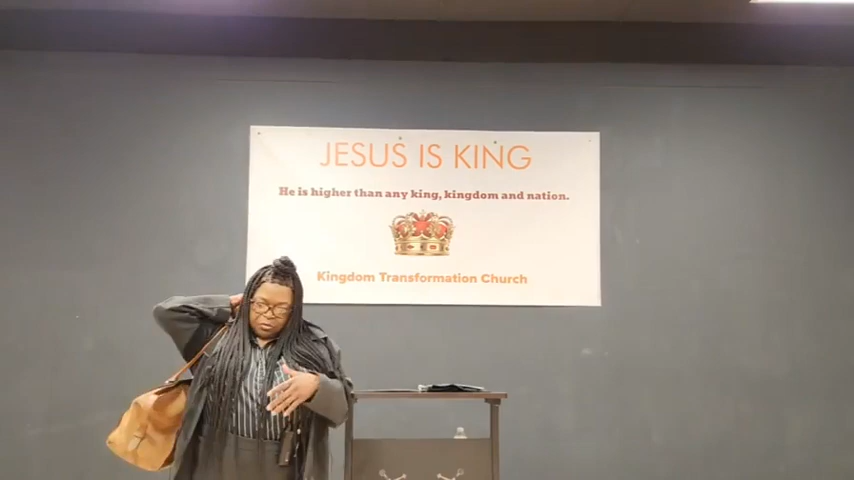 JESUS IS KING
He is higher than any king, kingdom and nation.
Kingdom Transformation Church